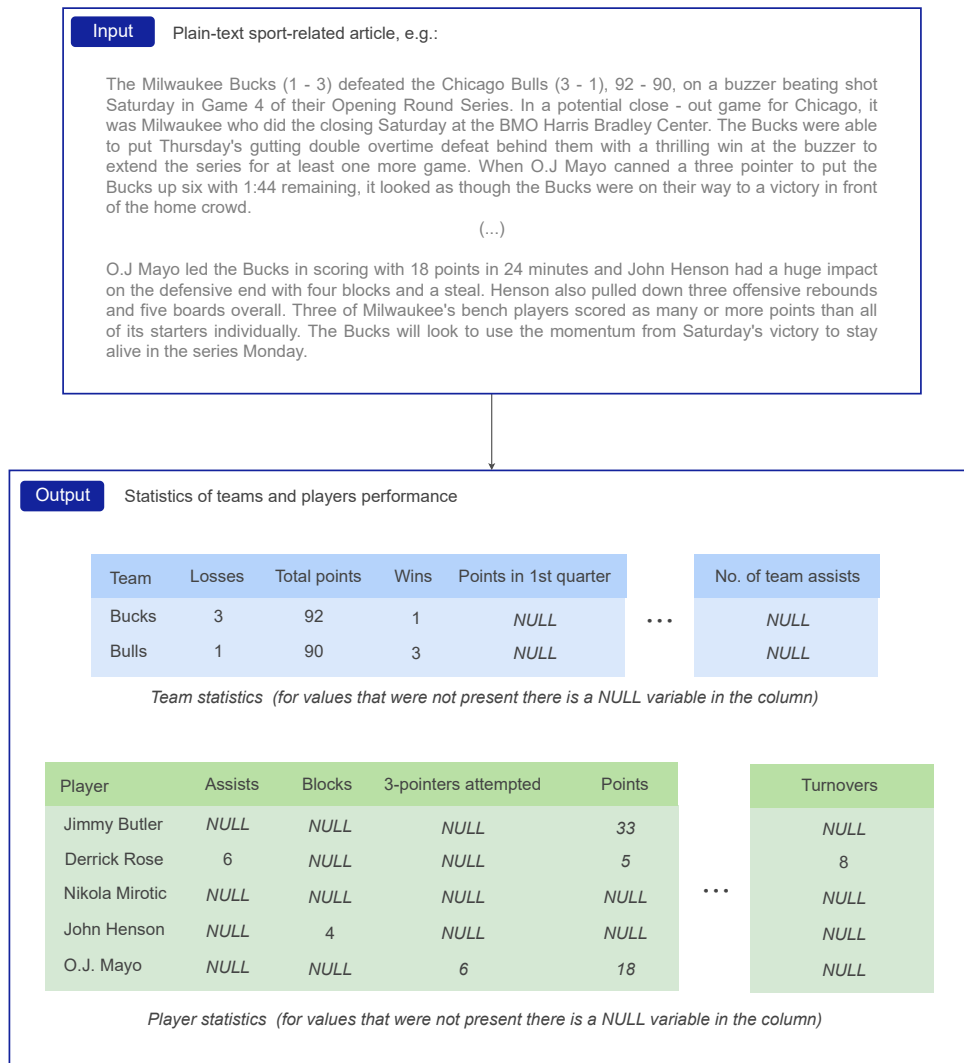 Input Plain-text sport-related article, e.g.:
The Milwaukee Bucks (1 - 3) defeated the Chicago Bulls (3 - 1), 92 - 90, on a buzzer beating shot
Saturday in Game 4 of their Opening Round Series. In a potential close - out game for Chicago, it
was Milwaukee who did the closing Saturday at the BMO Harris Bradley Center. The Bucks were able
to put Thursday's gutting double overtime defeat behind them with a thrilling win at the buzzer to
extend the series for at least one more game. When O.J Mayo canned a three pointer to put the
Bucks up six with 1:44 remaining, it looked as though the Bucks were on their way to a victory in front
of the home crowd.
(...)
O.J Mayo led the Bucks in scoring with 18 points in 24 minutes and John Henson had a huge impact
on the defensive end with four blocks and a steal. Henson also pulled down three offensive rebounds
and five boards overall. Three of Milwaukee's bench players scored as many or more points than all
of its starters individually. The Bucks will look to use the momentum from Saturday's victory to stay
alive in the series Monday.
Output Statistics of teams and players performance
Team Losses Total points Wins Points in 1st quarter No. of team assists
Bucks 3 92 1 NULL ... NULL
Bulls 1 90 3 NULL NULL
Team statistics (for values that were not present there is a NULL variable in the column)
Player Assists Blocks 3-pointers attempted Points Turnovers
Jimmy Butler NULL NULL NULL 33 NULL
Derrick Rose 6 NULL NULL 5 8
Nikola Mirotic NULL NULL NULL NULL ... NULL
John Henson NULL 4 NULL NULL NULL
O.J. Mayo NULL NULL 6 18 NULL
Player statistics (for values that were not present there is a NULL variable in the column)